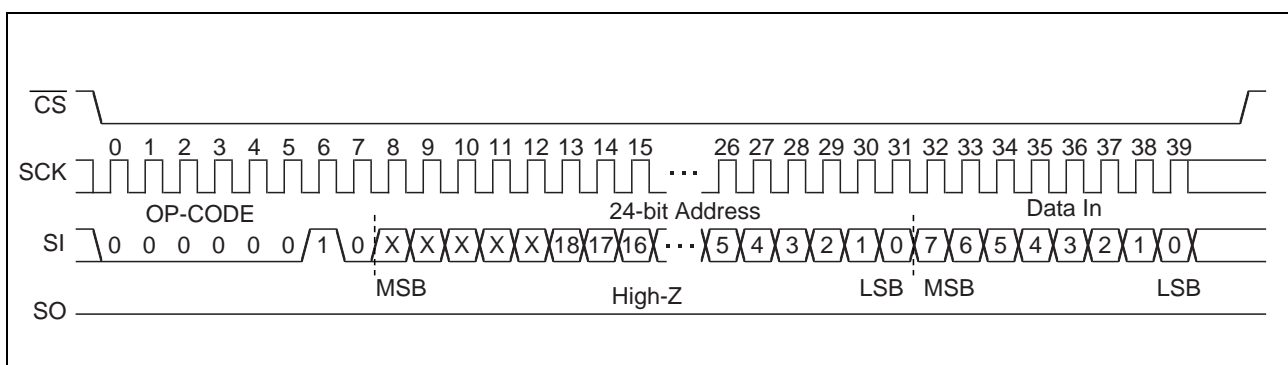 CS
0 1 2 3 4 5 6 7 8 9 10 11 12 13 14 15 26 27 28 29 30 31 32 33 34 35 36 37 38 39
SCK ···
OP-CODE 24-bit Address Data In
SI 0 0 0 0 0 0 1 0 X X X X X 18 17 16 ··· 5 4 3 2 1 0 7 6 5 4 3 2 1 0
MSB High-Z LSB MSB LSB
SO